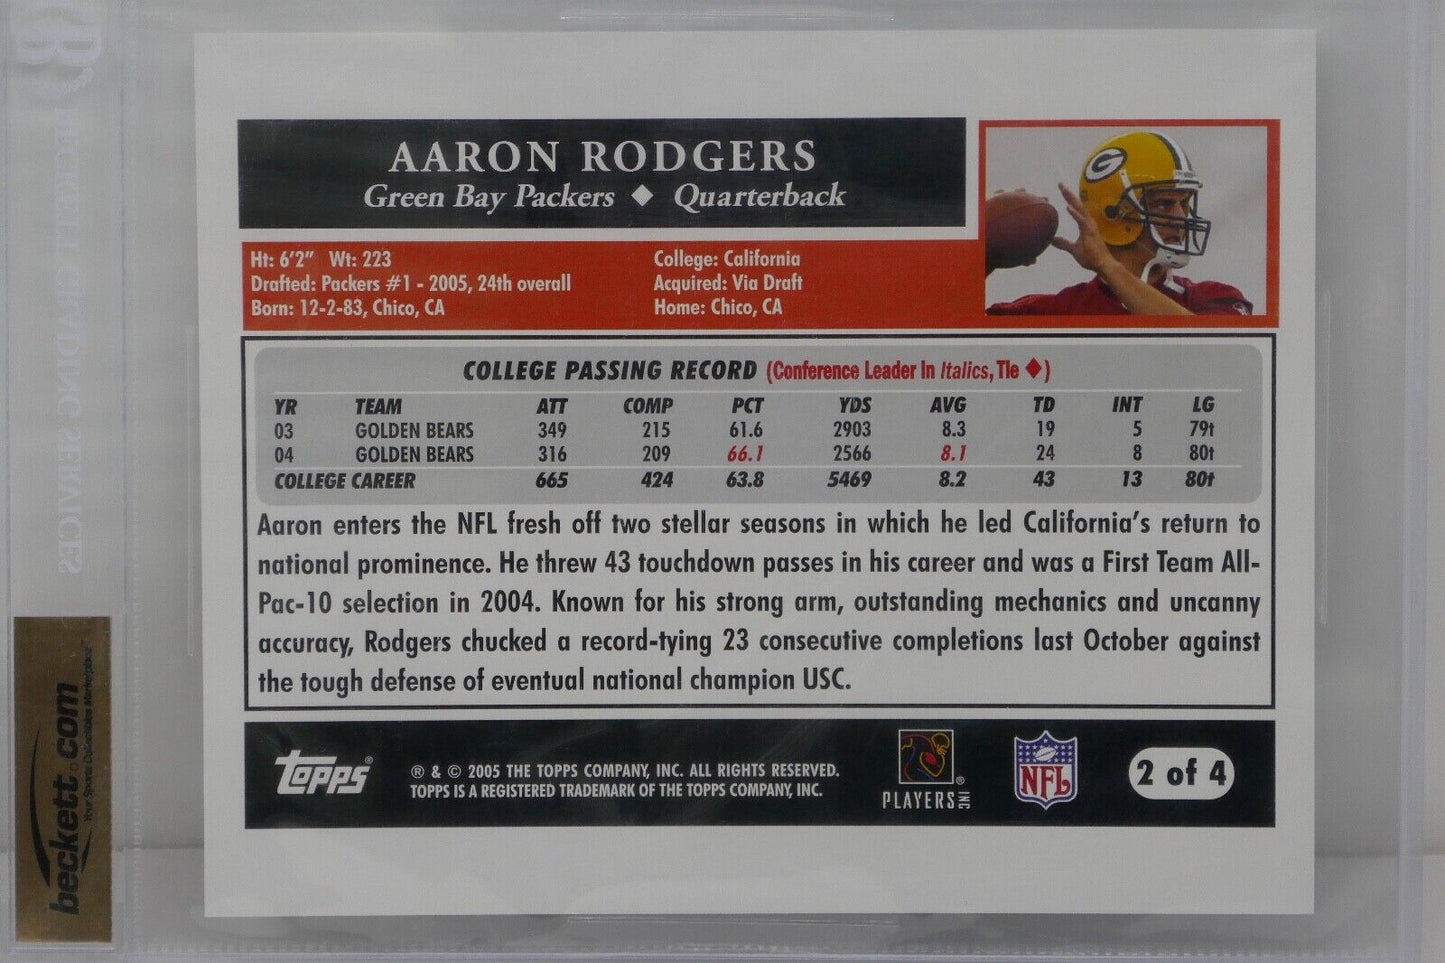 AARON RODGERS
Green Bay Packers ◆ Quarterback
Ht: 6'2" Wt: 223
Drafted: Packers #1 - 2005, 24th overall
Born: 12-2-83, Chico, CA
College: California
Acquired: Via Draft
Home: Chico, CA
COLLEGE PASSING RECORD (Conference Leader In Italics, Tie ◆)
YR TEAM ATT COMP PCT YDS AVG TD INT LG
03 GOLDEN BEARS 349 215 61.6 2903 8.3 19 5 79t
04 GOLDEN BEARS 316 209 66.1 2566 8.1 24 8 80t
COLLEGE CAREER 665 424 63.8 5469 8.2 43 13 80t
Aaron enters the NFL fresh off two stellar seasons in which he led California's return to
national prominence. He threw 43 touchdown passes in his career and was a First Team All-
Pac-10 selection in 2004. Known for his strong arm, outstanding mechanics and uncanny
accuracy, Rodgers chucked a record-tying 23 consecutive completions last October against
the tough defense of eventual national champion USC.
Topps®
® & © 2005 THE TOPPS COMPANY, INC. ALL RIGHTS RESERVED.
TOPPS IS A REGISTERED TRADEMARK OF THE TOPPS COMPANY, INC.
PLAYERS INC ®
NFL
2 of 4
beckett.com
Your Sports Collectibles Marketplace
GRADING SERVICES